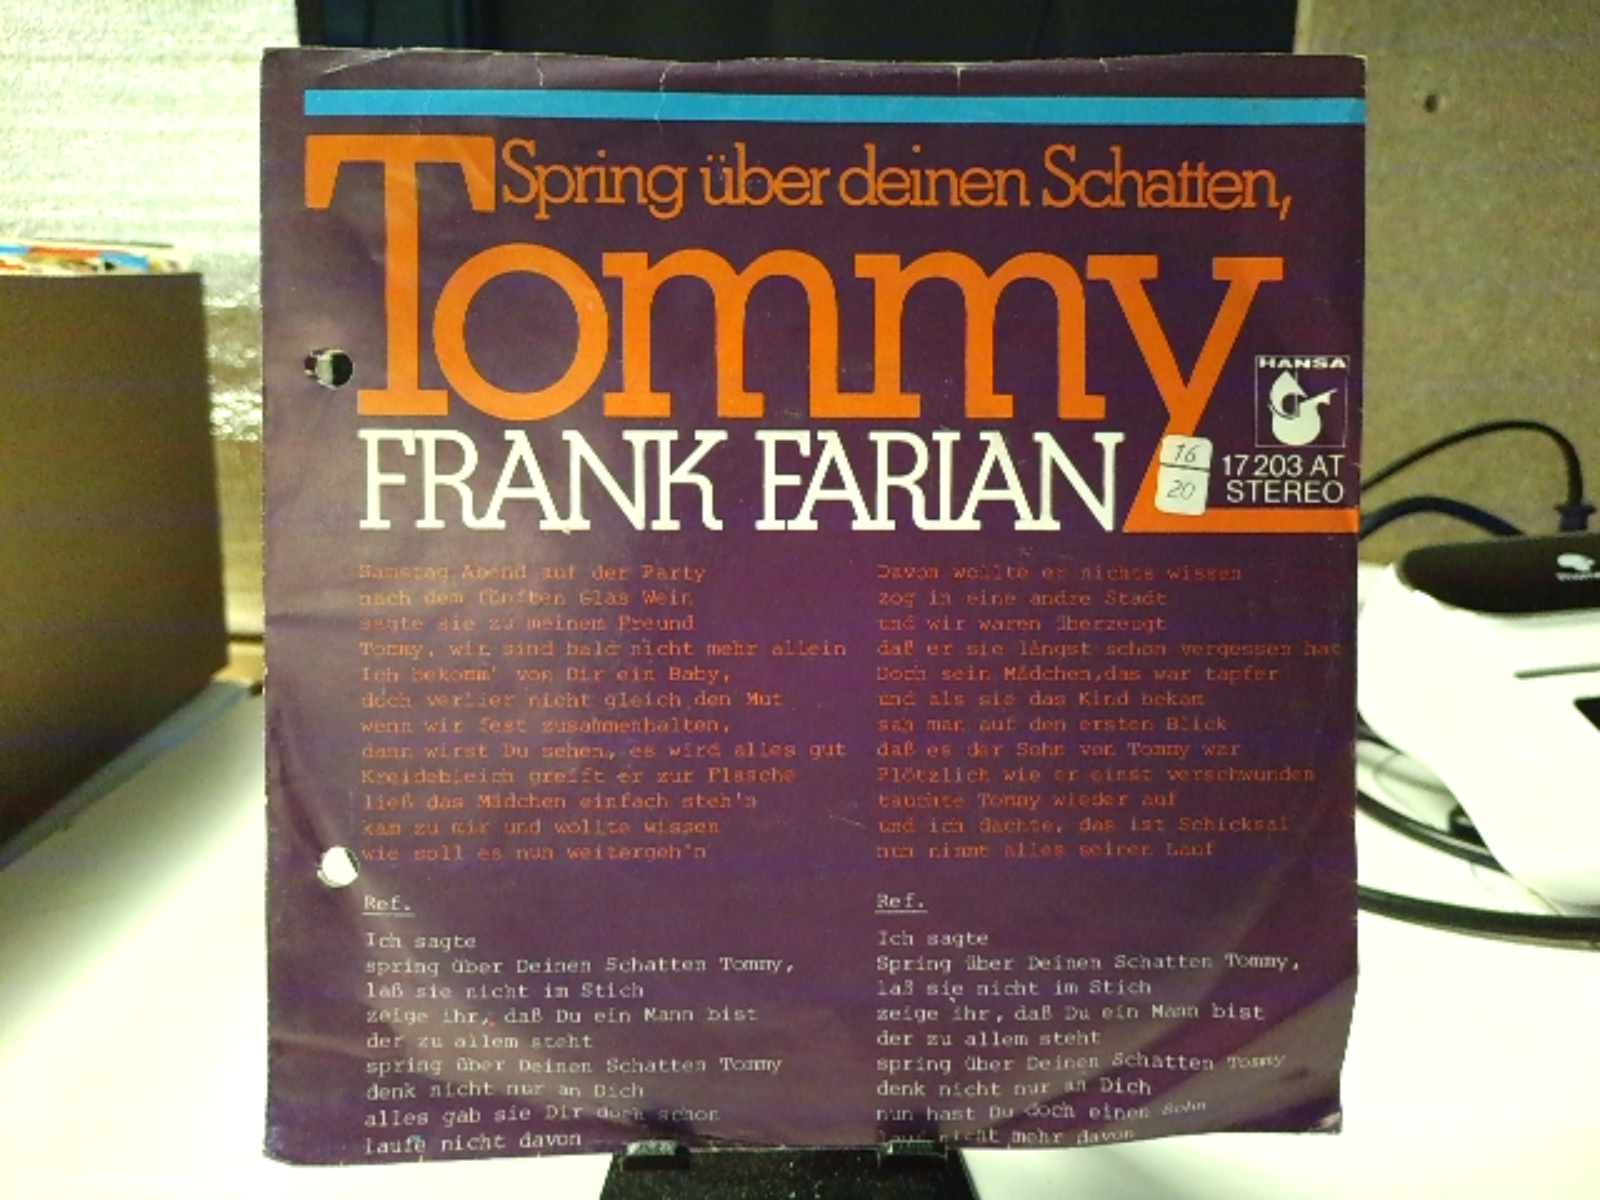 Spring über deinen Schatten,
Tommy
HANSA
FRANK FARIAN
16
20
17203 AT
STEREO
Samstag Abend auf der Party
nach dem fünften Glas Wein
sagte sie zu meinem Freund
Tommy, wir sind bald nicht mehr allein
Ich bekomm' von Dir ein Baby,
doch verlier nicht gleich den Mut
wenn wir fest zusammenhalten,
dann wirst Du sehen, es wird alles gut
Kreidebleich greift er zur Flasche
ließ das Mädchen einfach steh'n
kam zu mir und wollte wissen
wie soll es nun weitergeh'n
Ref.
Ich sagte
spring über Deinen Schatten Tommy,
laß sie nicht im Stich
zeige ihr, daß Du ein Mann bist
der zu allem steht
spring über Deinen Schatten Tommy
denk nicht nur an Dich
alles gab sie Dir doch schon
laufe nicht davon
Davon wollte er nichts wissen
zog in eine andre Stadt
und wir waren überzeugt
daß er sie längst schon vergessen hat
Doch sein Mädchen,das war tapfer
und als sie das Kind bekam
sah man auf den ersten Blick
daß es der Sohn von Tommy war
Plötzlich wie er einst verschwunden
tauchte Tommy wieder auf
und ich dachte, das ist Schicksal
nun nimmt alles seinen Lauf
Ref.
Ich sagte
Spring über Deinen Schatten Tommy,
laß sie nicht im Stich
zeige ihr, daß Du ein Mann bist
der zu allem steht
spring über Deinen Schatten Tommy
denk nicht nur an Dich
nun hast Du doch einen Sohn
lauf nicht mehr davon